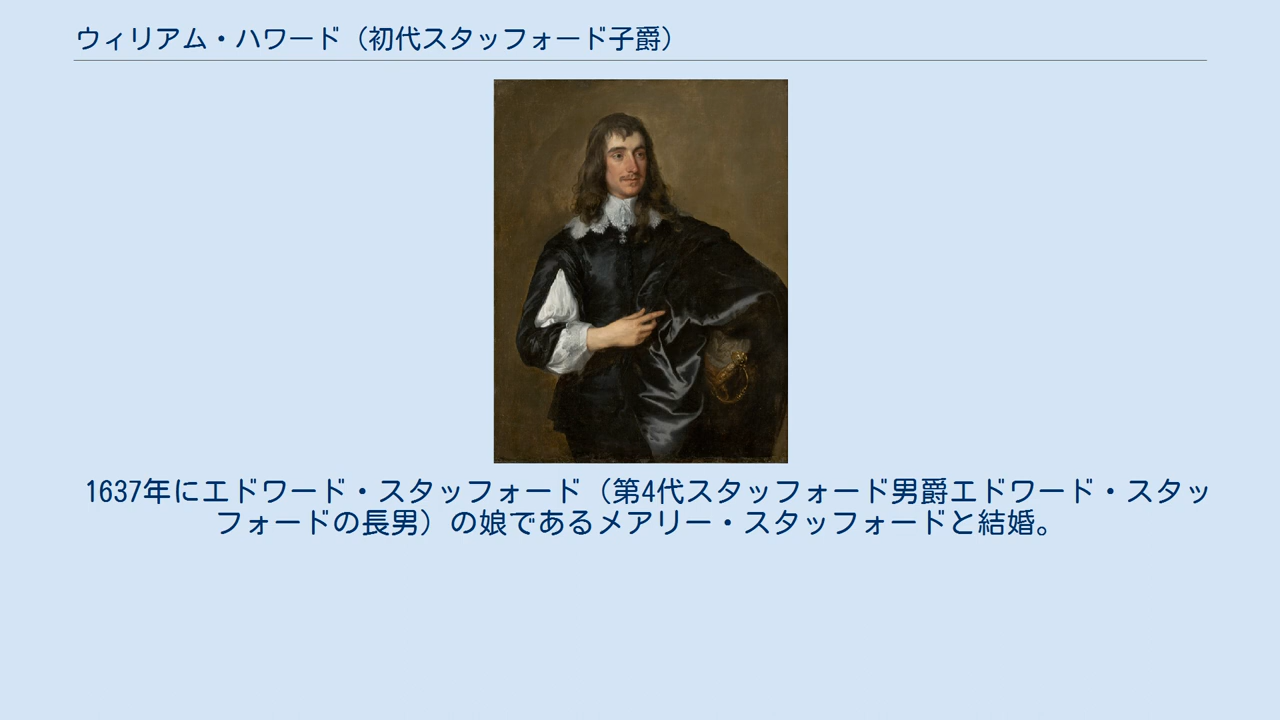 ウィリアム・ハワード（初代スタッフォード子爵）
1637年にエドワード・スタッフォード（第4代スタッフォード男爵エドワード・スタッ
フォードの長男）の娘であるメアリー・スタッフォードと結婚。